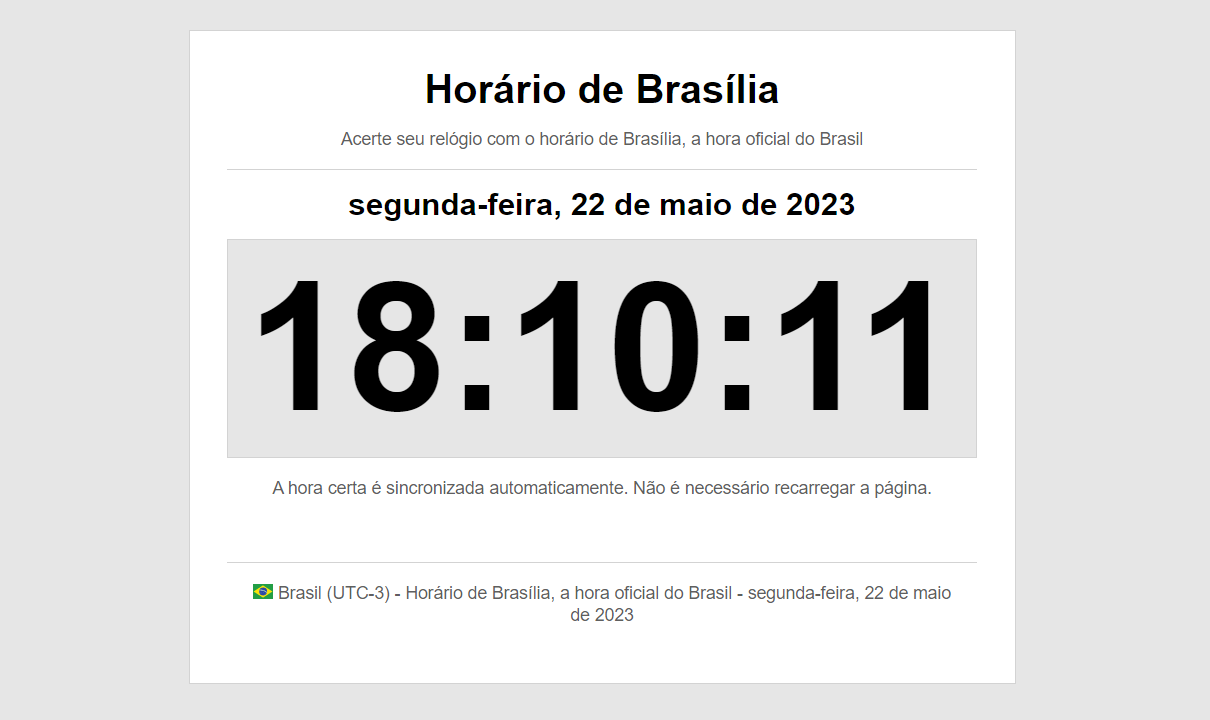 Horário de Brasília
Acerte seu relógio com o horário de Brasília, a hora oficial do Brasil
segunda-feira, 22 de maio de 2023
18:10:11
A hora certa é sincronizada automaticamente. Não é necessário recarregar a página.
Brasil (UTC-3) - Horário de Brasília, a hora oficial do Brasil - segunda-feira, 22 de maio
de 2023